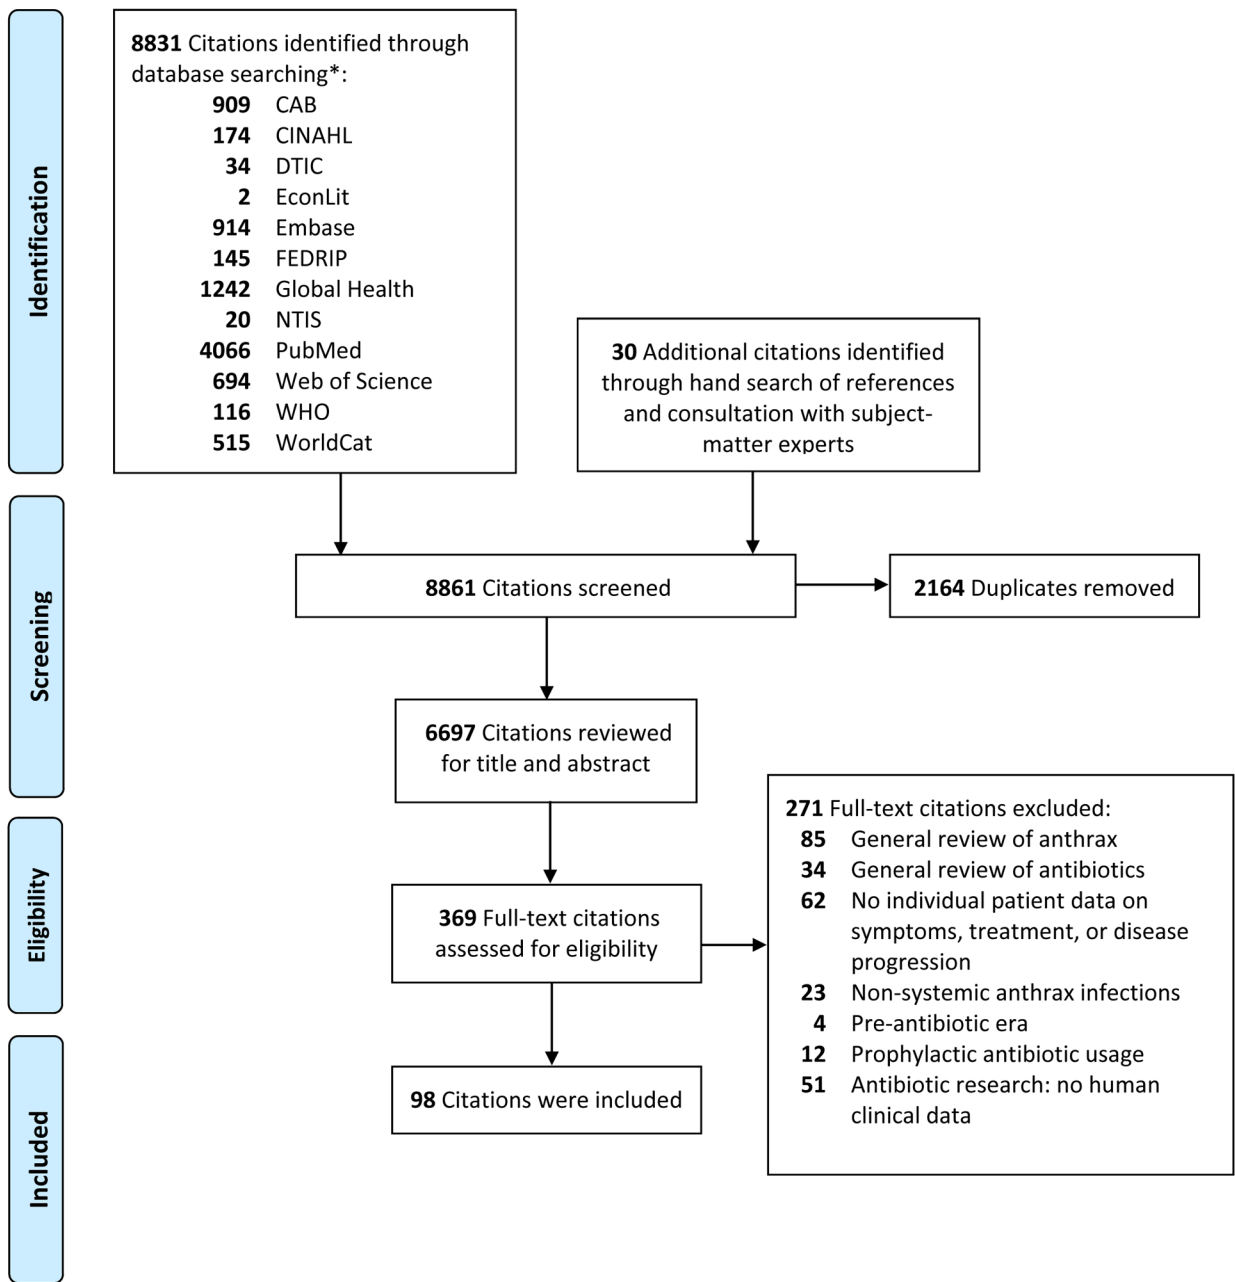 Identification
8831 Citations identified through
database searching*:
909 CAB
174 CINAHL
34 DTIC
2 EconLit
914 Embase
145 FEDRIP
1242 Global Health
20 NTIS
4066 PubMed
694 Web of Science
116 WHO
515 WorldCat
30 Additional citations identified
through hand search of references
and consultation with subject-
matter experts
Screening
8861 Citations screened
2164 Duplicates removed
6697 Citations reviewed
for title and abstract
Eligibility
369 Full-text citations
assessed for eligibility
271 Full-text citations excluded:
85 General review of anthrax
34 General review of antibiotics
62 No individual patient data on
symptoms, treatment, or disease
progression
23 Non-systemic anthrax infections
4 Pre-antibiotic era
12 Prophylactic antibiotic usage
51 Antibiotic research: no human
clinical data
Included
98 Citations were included